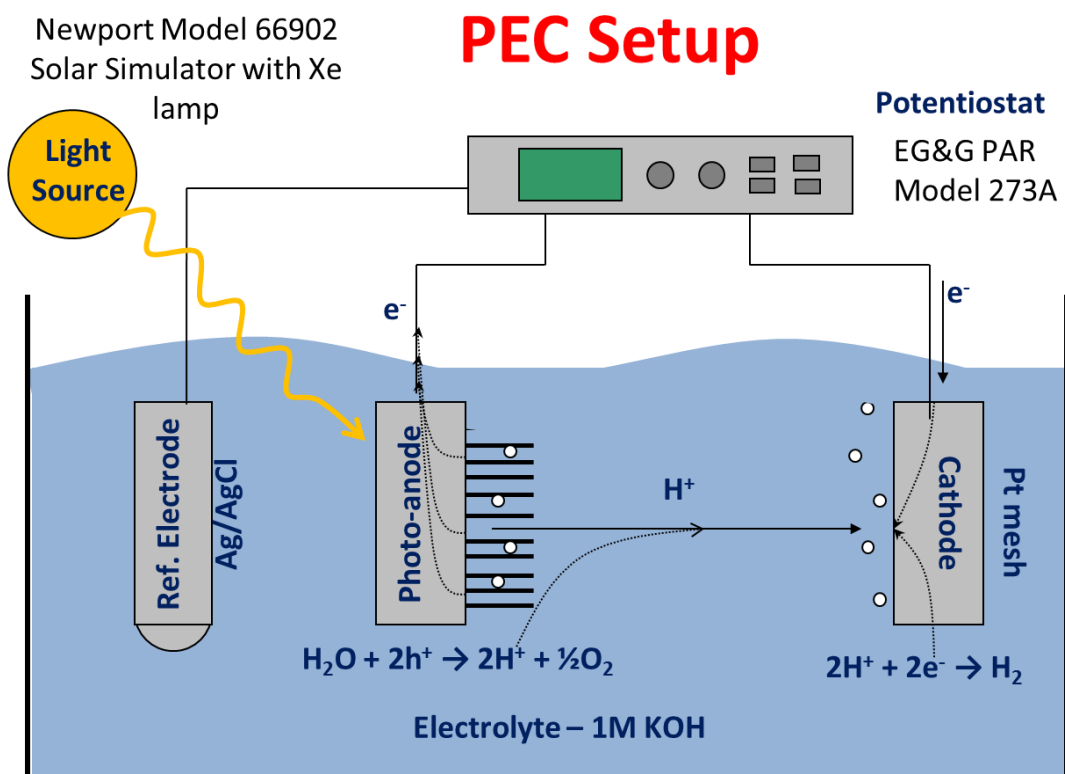 PEC Setup
Newport Model 66902
Solar Simulator with Xe
lamp
Light
Source
Potentiostat
EG&G PAR
Model 273A
e⁻
e⁻
Ref. Electrode
Ag/AgCl
Photo-anode
H⁺
Cathode
Pt mesh
H₂O + 2h⁺ → 2H⁺ + ½O₂
2H⁺ + 2e⁻ → H₂
Electrolyte – 1M KOH